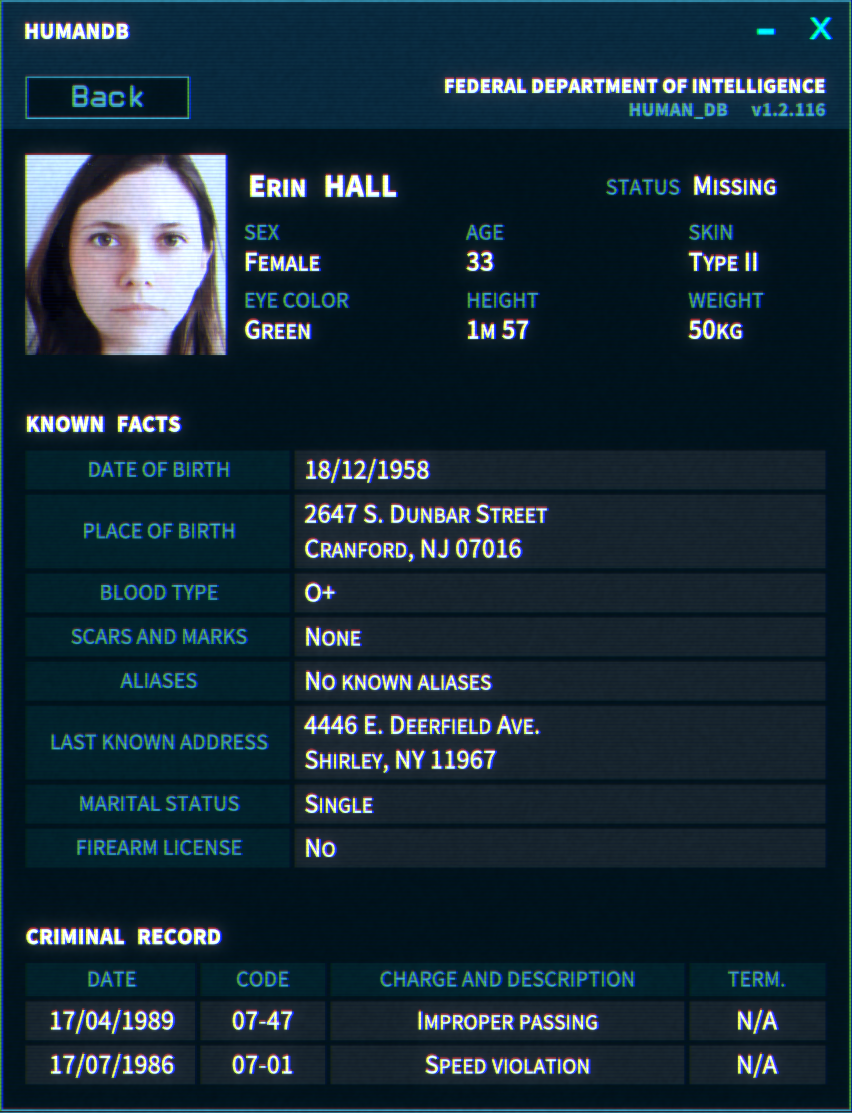 HUMANDB
– X
Back
FEDERAL DEPARTMENT OF INTELLIGENCE
HUMAN_DB v1.2.116
ERIN HALL
STATUS MISSING
SEX AGE SKIN
FEMALE 33 TYPE II
EYE COLOR HEIGHT WEIGHT
GREEN 1M 57 50KG
KNOWN FACTS
DATE OF BIRTH 18/12/1958
PLACE OF BIRTH 2647 S. DUNBAR STREET
CRANFORD, NJ 07016
BLOOD TYPE O+
SCARS AND MARKS NONE
ALIASES NO KNOWN ALIASES
LAST KNOWN ADDRESS 4446 E. DEERFIELD AVE.
SHIRLEY, NY 11967
MARITAL STATUS SINGLE
FIREARM LICENSE NO
CRIMINAL RECORD
DATE CODE CHARGE AND DESCRIPTION TERM.
17/04/1989 07-47 IMPROPER PASSING N/A
17/07/1986 07-01 SPEED VIOLATION N/A